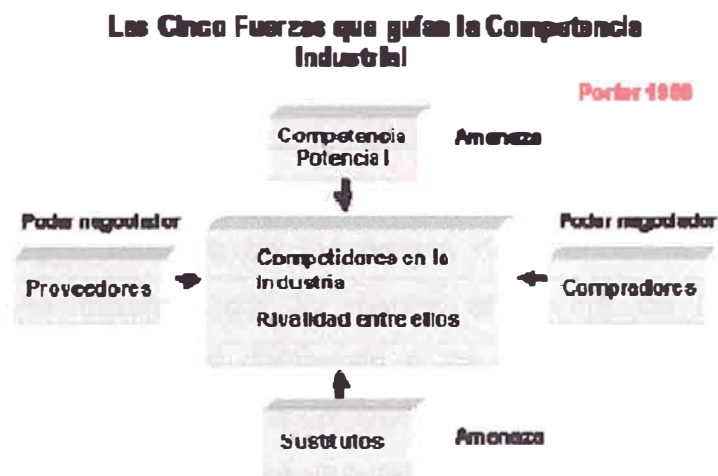 Las Cinco Fuerzas que guían la Competencia
Industrial
Porter 1980
Competencia
Potencial
Amenaza
Poder negociador
Poder negociador
Proveedores
Competidores en la
Industria
Rivalidad entre ellos
Compradores
Sustitutos
Amenaza